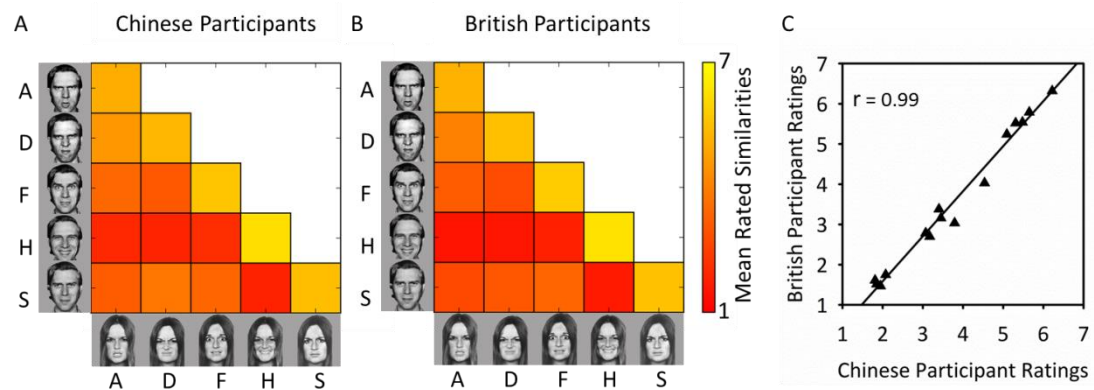 A Chinese Participants B British Participants C
A
D
F
H
S
A D F H S
A
D
F
H
S
A D F H S
7
Mean Rated Similarities
1
British Participant Ratings
7
6
5
4
3
2
1
r = 0.99
1 2 3 4 5 6 7
Chinese Participant Ratings